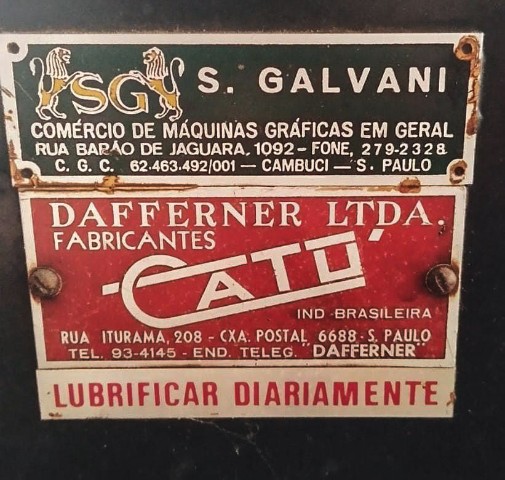 SG S. GALVANI
COMÉRCIO DE MÁQUINAS GRÁFICAS EM GERAL
RUA BARÃO DE JAGUARA, 1092 - FONE, 279-2328
C. G. C. 62.463.492/001 — CAMBUCI — S. PAULO
DAFFERNER LTDA.
FABRICANTES
CATÚ
IND BRASILEIRA
RUA ITURAMA, 208 - CXA. POSTAL, 6688 - S. PAULO
TEL. 93-4145 - END. TELEG. "DAFFERNER"
LUBRIFICAR DIARIAMENTE